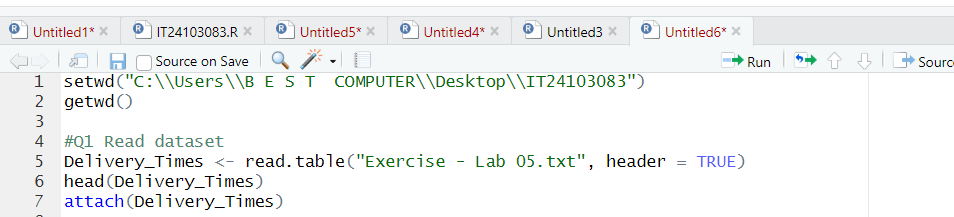 Untitled1* IT24103083.R Untitled5* Untitled4* Untitled3 Untitled6*
Source on Save Run Sourc
1 setwd("C:\\Users\\B E S T  COMPUTER\\Desktop\\IT24103083")
2 getwd()
3
4 #Q1 Read dataset
5 Delivery_Times <- read.table("Exercise - Lab 05.txt", header = TRUE)
6 head(Delivery_Times)
7 attach(Delivery_Times)